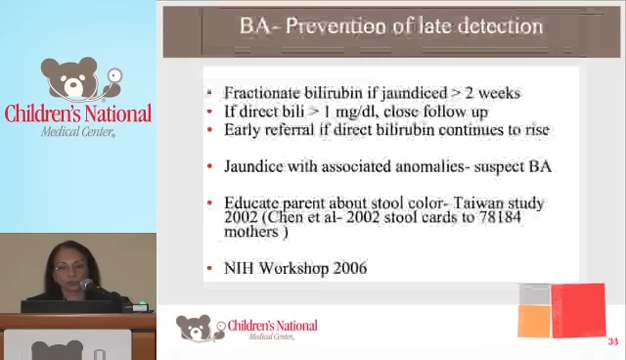 BA- Prevention of late detection
Children's National
Medical Center
Fractionate bilirubin if jaundiced > 2 weeks
If direct bili > 1 mg/dl, close follow up
Early referral if direct bilirubin continues to rise
Jaundice with associated anomalies- suspect BA
Educate parent about stool color- Taiwan study
2002 (Chen et al- 2002 stool cards to 78184
mothers )
NIH Workshop 2006
Children's National
Medical Center
34